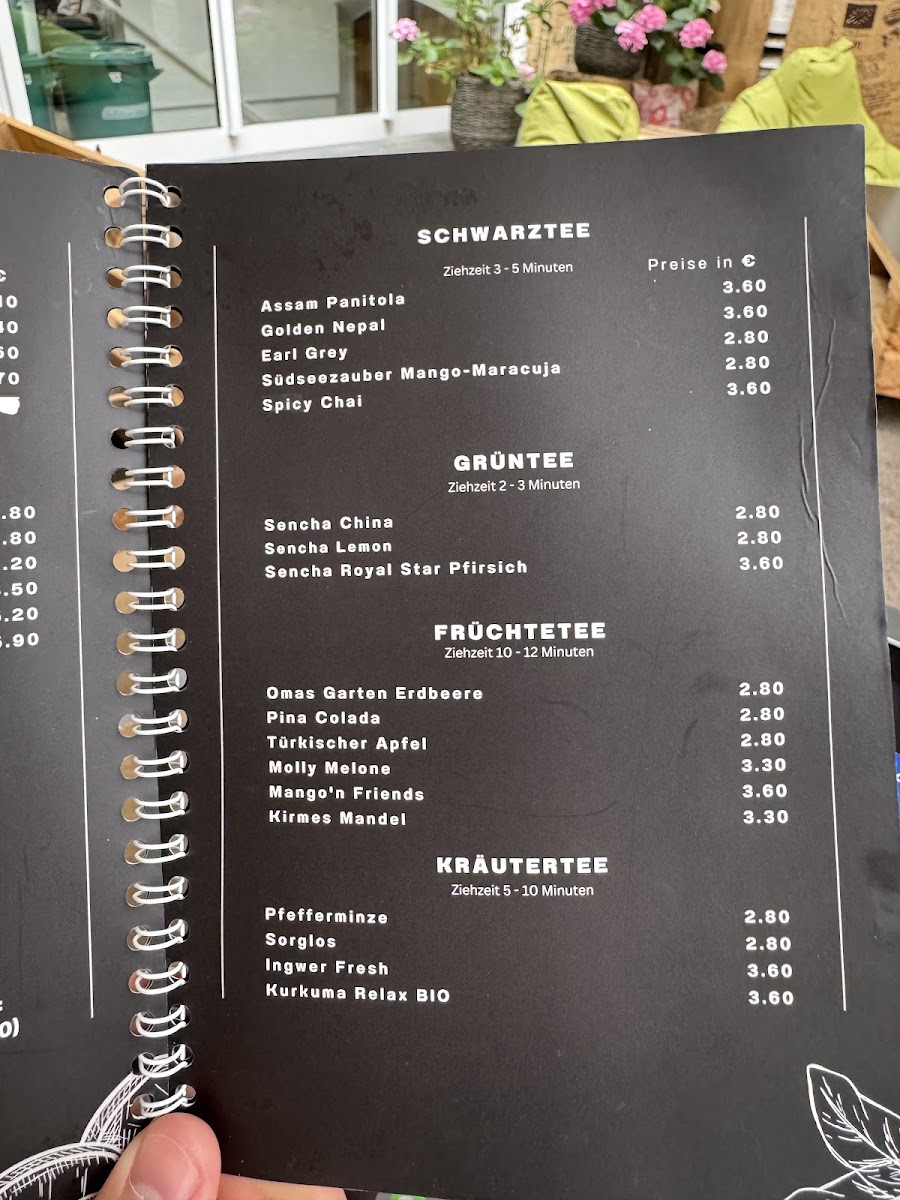 SCHWARZTEE
Ziehzeit 3 - 5 Minuten
Preise in €
Assam Panitola 3.60
Golden Nepal 3.60
Earl Grey 2.80
Südseezauber Mango-Maracuja 2.80
Spicy Chai 3.60
GRÜNTEE
Ziehzeit 2 - 3 Minuten
Sencha China 2.80
Sencha Lemon 2.80
Sencha Royal Star Pfirsich 3.60
FRÜCHTETEE
Ziehzeit 10 - 12 Minuten
Omas Garten Erdbeere 2.80
Pina Colada 2.80
Türkischer Apfel 2.80
Molly Melone 3.30
Mango'n Friends 3.60
Kirmes Mandel 3.30
KRÄUTERTEE
Ziehzeit 5 - 10 Minuten
Pfefferminze 2.80
Sorglos 2.80
Ingwer Fresh 3.60
Kurkuma Relax BIO 3.60